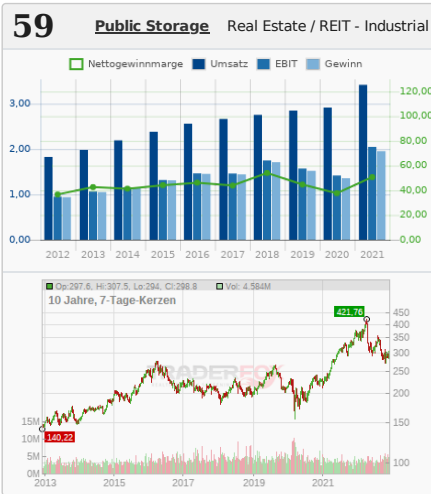 59 Public Storage Real Estate / REIT - Industrial
Nettogewinnmarge Umsatz EBIT Gewinn
120,00
3,00 100,00
80,00
2,00
60,00
1,00 40,00
20,00
0,00 0,00
2012 2013 2014 2015 2016 2017 2018 2019 2020 2021
Op:297.6, Hi:307.5, Lo:294, Cl:298.8 Vol: 4.584M
10 Jahre, 7-Tage-Kerzen
421,76
450
400
350
300
TRADERFOX
250
200
15M 150
140,22
10M
5M 100
0M
2013 2015 2017 2019 2021